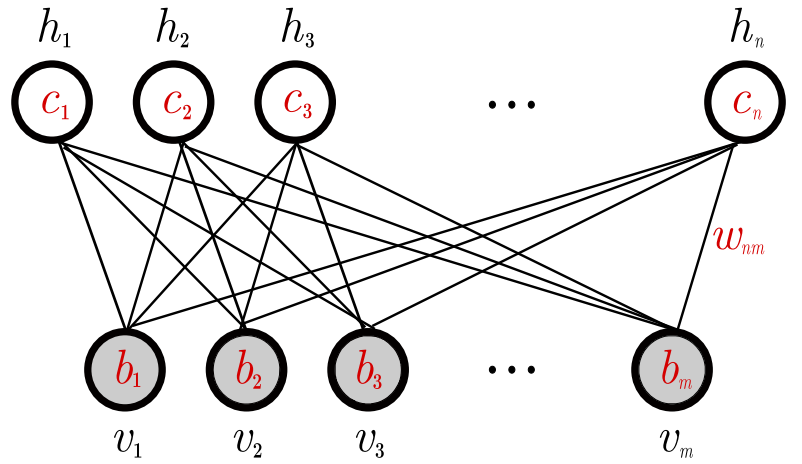 h₁ h₂ h₃ hₙ
c₁ c₂ c₃ ... cₙ
wₙₘ
b₁ b₂ b₃ ... bₘ
v₁ v₂ v₃ vₘ